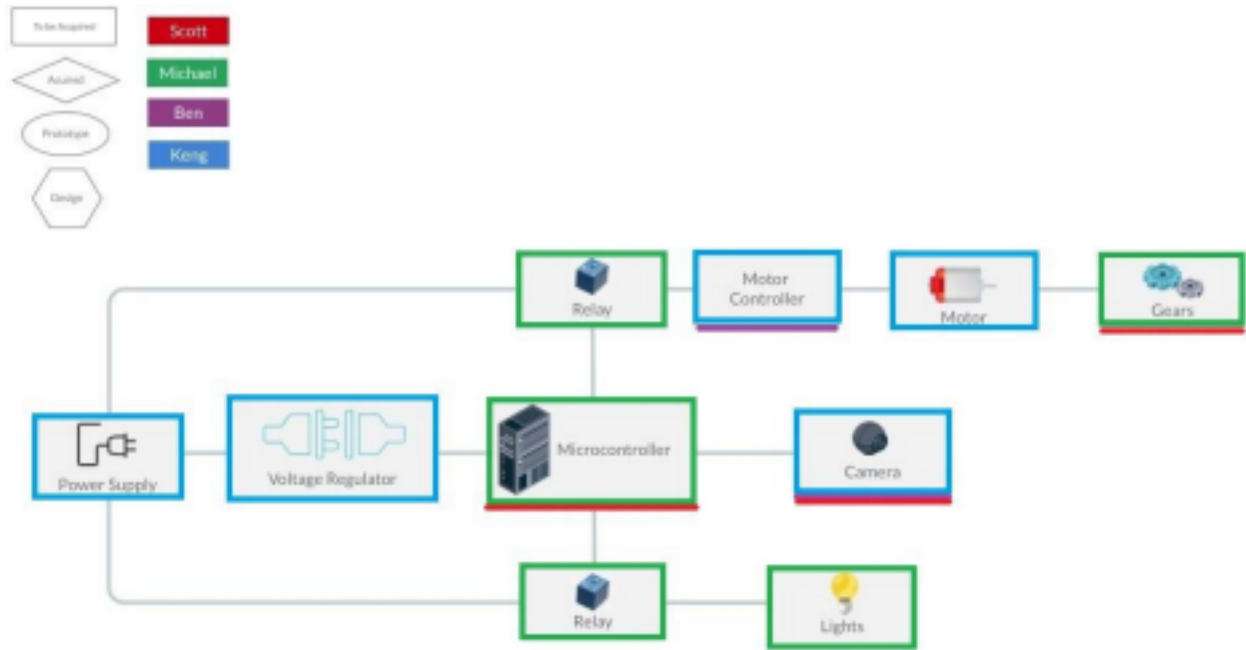 To be Acquired
Scott
Acuired
Michael
Prototype
Ben
Keng
Design
Relay
Motor
Controller
Motor
Gears
Power Supply
Voltage Regulator
Microcontroller
Camera
Relay
Lights